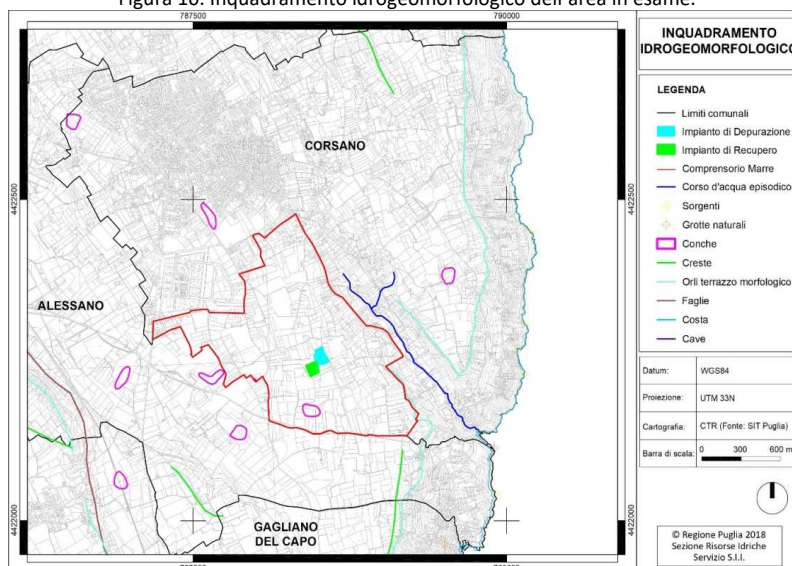 Figura 10. Inquadramento idrogeomorfologico dell'area in esame.
787500
790000
INQUADRAMENTO
IDROGEOMORFOLOGICO
LEGENDA
Limiti comunali
Impianto di Depurazione
Impianto di Recupero
Comprensorio Marre
Corso d'acqua episodico
Sorgenti
Grotte naturali
Conche
Creste
Orli terrazzo morfologico
Faglie
Costa
Cave
CORSANO
ALESSANO
GAGLIANO
DEL CAPO
4422500
4422500
4422000
4422000
Datum: WGS84
Proiezione: UTM 33N
Cartografia: CTR (Fonte: SIT Puglia)
Barra di scala: 0 300 600 m
© Regione Puglia 2018
Sezione Risorse Idriche
Servizio S.I.I.
790000